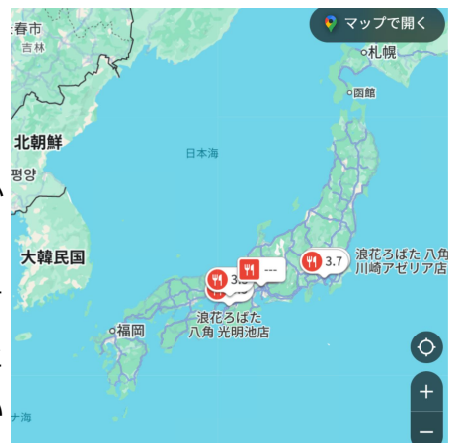 マップで開く
春市
吉林
札幌
函館
北朝鮮
평양
日本海
大韓民国
3.7
浪花ろばた 八角
川崎アゼリア店
---
浪花ろばた
八角 光明池店
福岡
ナ海
+
−